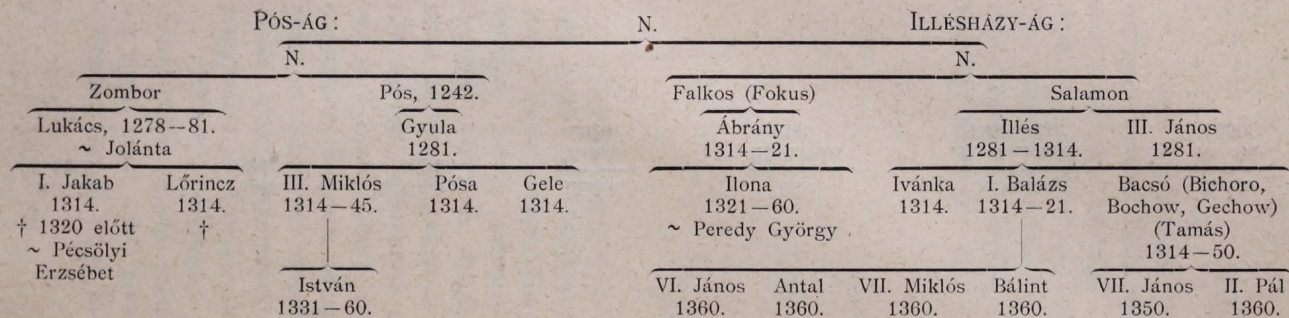 PÓS-ÁG : N. ILLÉSHÁZY-ÁG :
N. N.
Zombor Pós, 1242. Falkos (Fokus) Salamon
Lukács, 1278—81. Gyula Ábrány Illés III. János
~ Jolánta 1281. 1314—21. 1281—1314. 1281.
I. Jakab Lőrincz III. Miklós Pósa Gele Ilona Ivánka I. Balázs Bacsó (Bichoro,
1314. 1314. 1314—45. 1314. 1314. 1321—60. 1314. 1314—21. Bochow, Gechow)
† 1320 előtt † ~ Peredy György (Tamás)
~ Pécsölyi 1314—50.
Erzsébet
István VI. János Antal VII. Miklós Bálint VII. János II. Pál
1331—60. 1360. 1360. 1360. 1360. 1350. 1360.